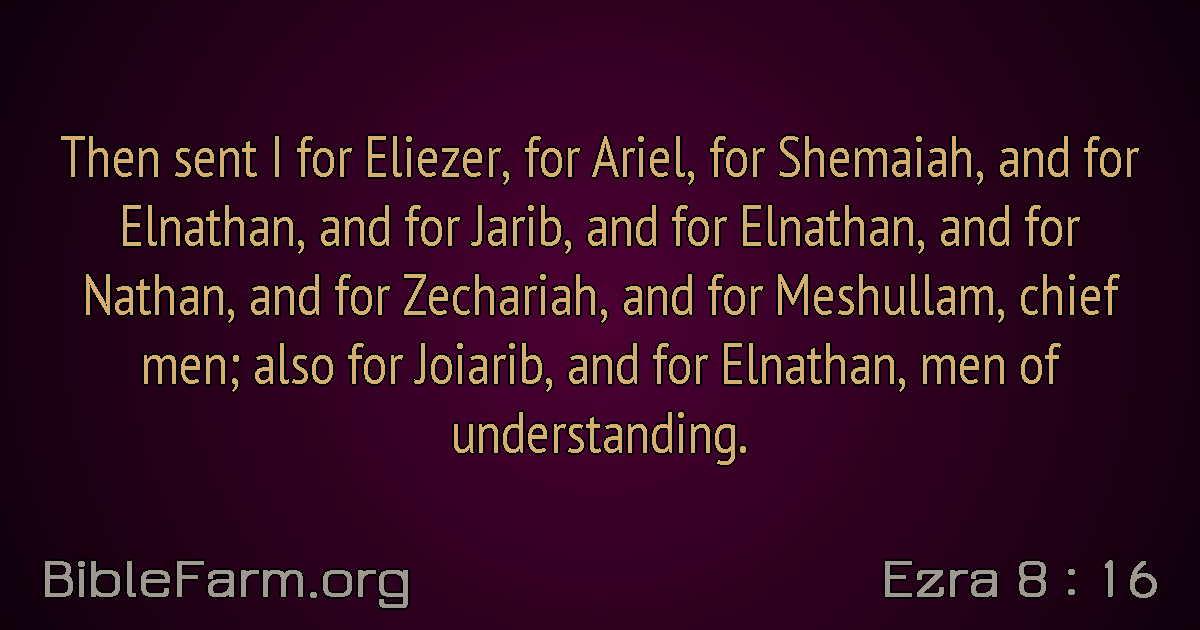 Then sent I for Eliezer, for Ariel, for Shemaiah, and for
Elnathan, and for Jarib, and for Elnathan, and for
Nathan, and for Zechariah, and for Meshullam, chief
men; also for Joiarib, and for Elnathan, men of
understanding.
BibleFarm.org
Ezra 8 : 16